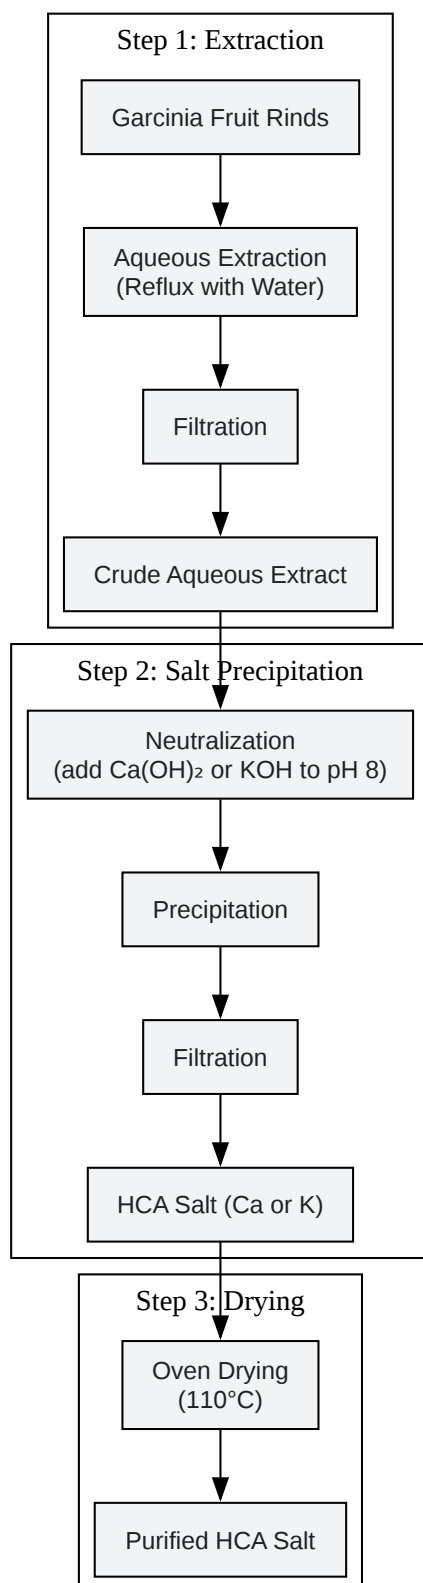 Step 1: Extraction
Garcinia Fruit Rinds
Aqueous Extraction
(Reflux with Water)
Filtration
Crude Aqueous Extract
Step 2: Salt Precipitation
Neutralization
(add Ca(OH)₂ or KOH to pH 8)
Precipitation
Filtration
HCA Salt (Ca or K)
Step 3: Drying
Oven Drying
(110°C)
Purified HCA Salt